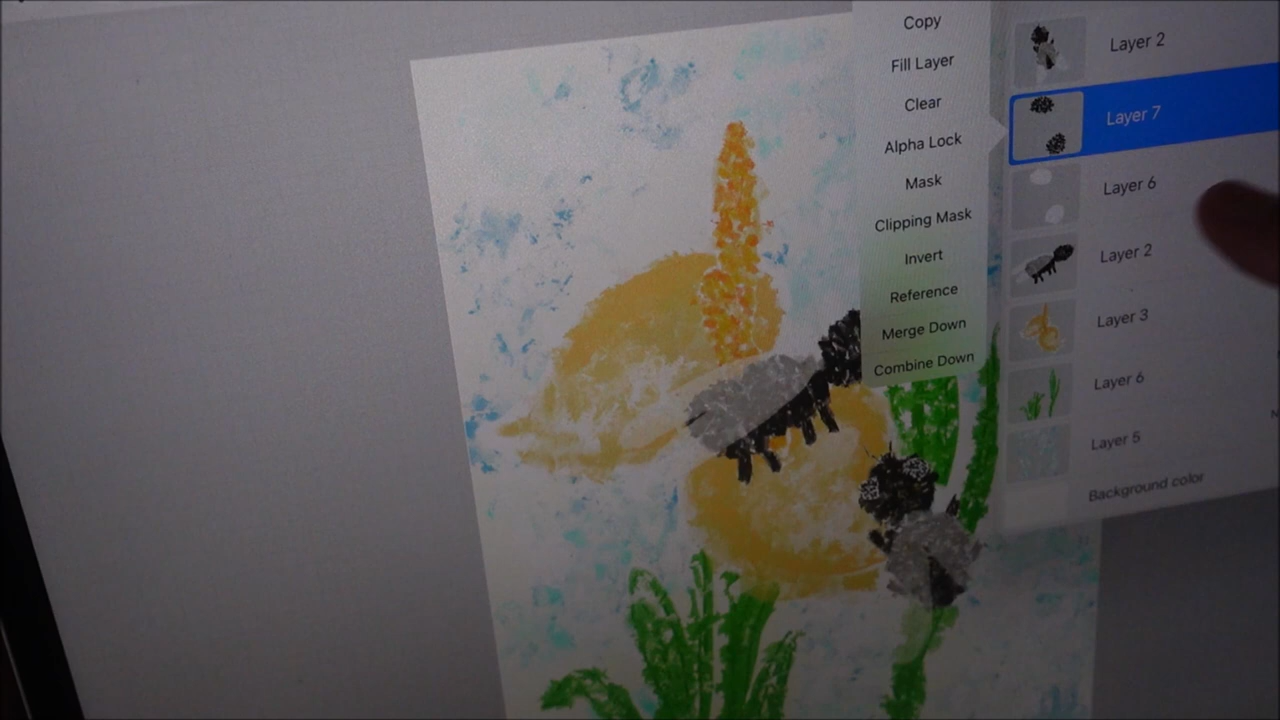 Copy
Fill Layer
Clear
Alpha Lock
Mask
Clipping Mask
Invert
Reference
Merge Down
Combine Down
Layer 2
Layer 7
Layer 6
Layer 2
Layer 3
Layer 6
Layer 5
Background color